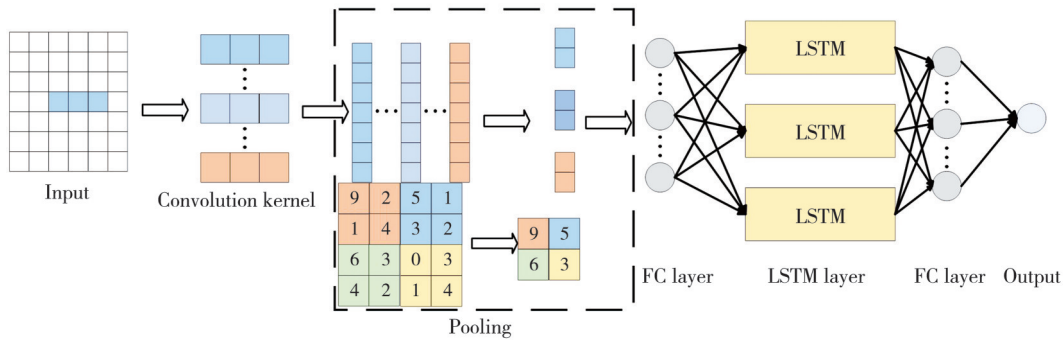 Input
Convolution kernel
9 2 5 1
1 4 3 2
6 3 0 3
4 2 1 4
9 5
6 3
Pooling
FC layer
LSTM
LSTM
LSTM
LSTM layer
FC layer
Output